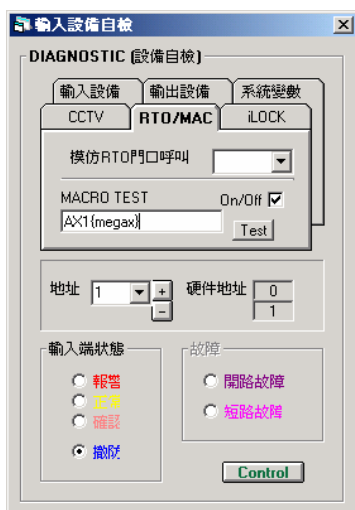 輸入設備自檢
DIAGNOSTIC (設備自檢)
輸入設備 輸出設備 系統變數
CCTV RTO/MAC iLOCK
模仿RTO門口呼叫
MACRO TEST On/Off
AX1{megax}
Test
地址 1 + - 硬件地址 0
1
輸入端狀態 故障
報警 開路故障
正常
確認 短路故障
撤防
Control